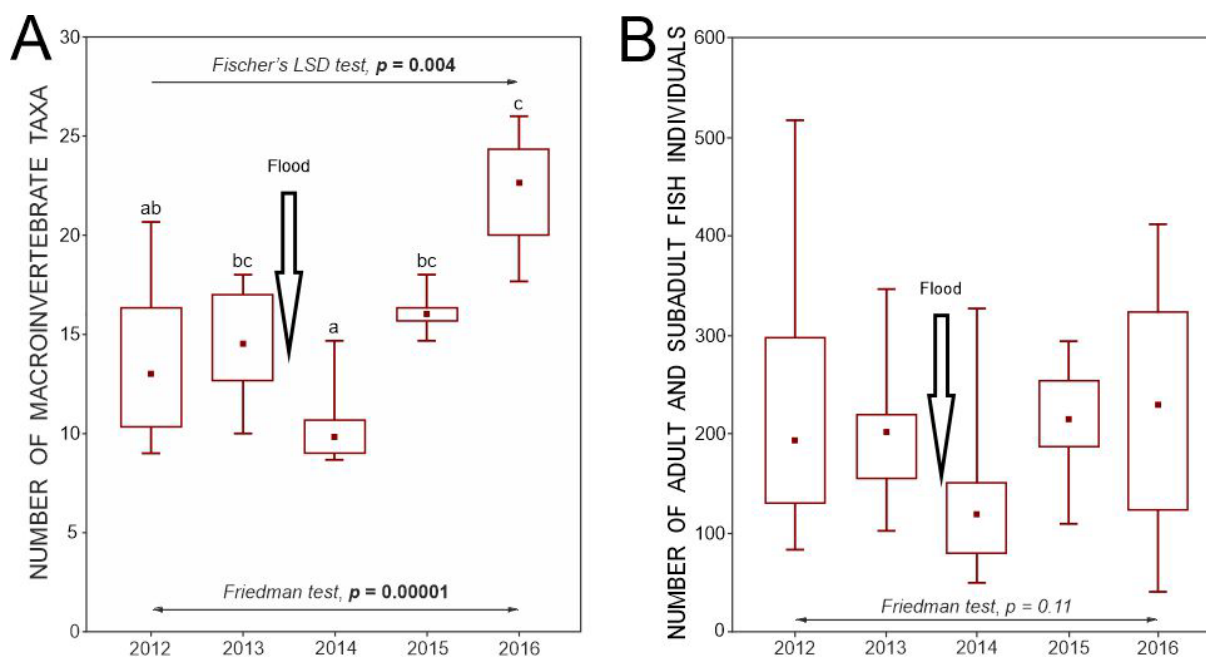 A
NUMBER OF MACROINVERTEBRATE TAXA
30
25
20
15
10
5
0
Fischer's LSD test, p = 0.004
c
Flood
ab
bc
bc
a
Friedman test, p = 0.00001
2012 2013 2014 2015 2016
B
NUMBER OF ADULT AND SUBADULT FISH INDIVIDUALS
600
500
400
300
200
100
0
Flood
Friedman test, p = 0.11
2012 2013 2014 2015 2016